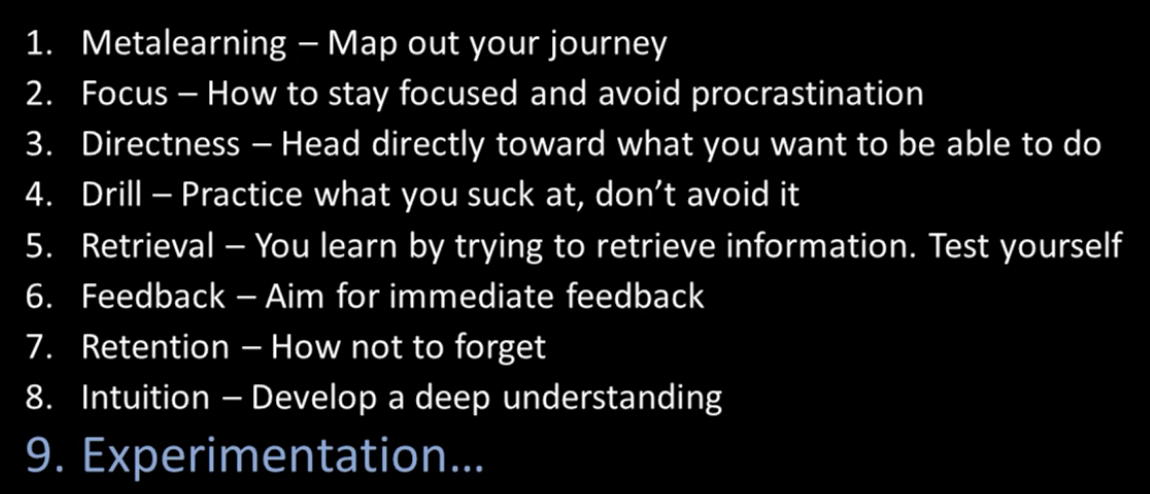 1. Metalearning – Map out your journey
2. Focus – How to stay focused and avoid procrastination
3. Directness – Head directly toward what you want to be able to do
4. Drill – Practice what you suck at, don’t avoid it
5. Retrieval – You learn by trying to retrieve information. Test yourself
6. Feedback – Aim for immediate feedback
7. Retention – How not to forget
8. Intuition – Develop a deep understanding
9. Experimentation…